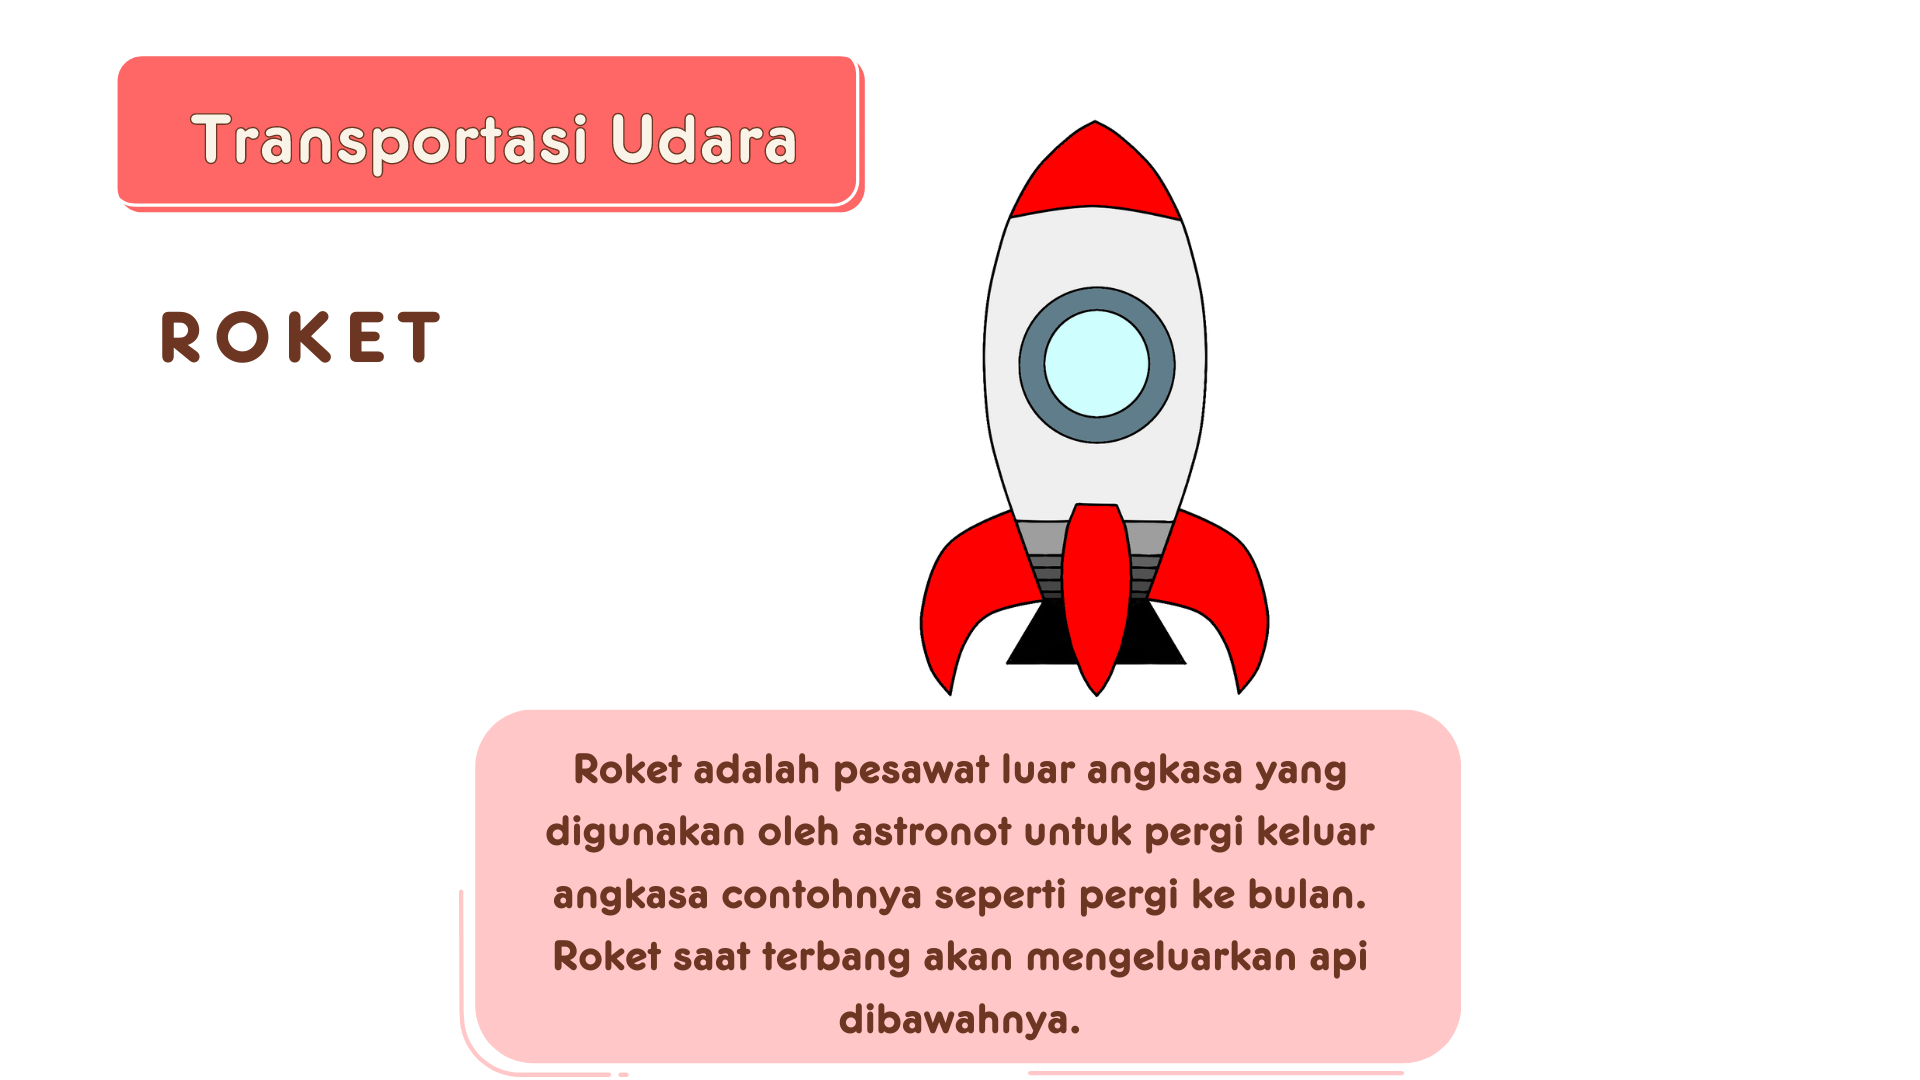 Transportasi Udara
ROKET
Roket adalah pesawat luar angkasa yang
digunakan oleh astronot untuk pergi keluar
angkasa contohnya seperti pergi ke bulan.
Roket saat terbang akan mengeluarkan api
dibawahnya.